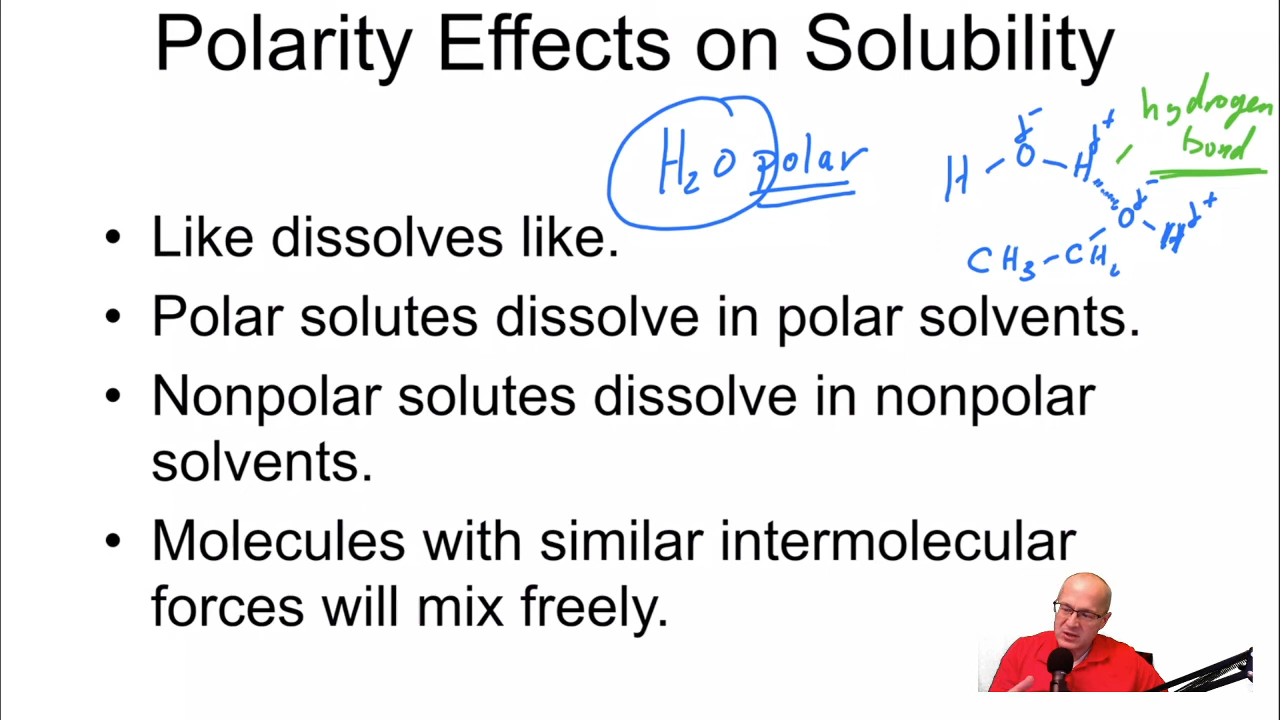 Polarity Effects on Solubility
hydrogen
bond
H₂O polar
H – O δ⁻ – H δ⁺
O δ⁻ – H δ⁺
CH₃ – CH₂
• Like dissolves like.
• Polar solutes dissolve in polar solvents.
• Nonpolar solutes dissolve in nonpolar
solvents.
• Molecules with similar intermolecular
forces will mix freely.